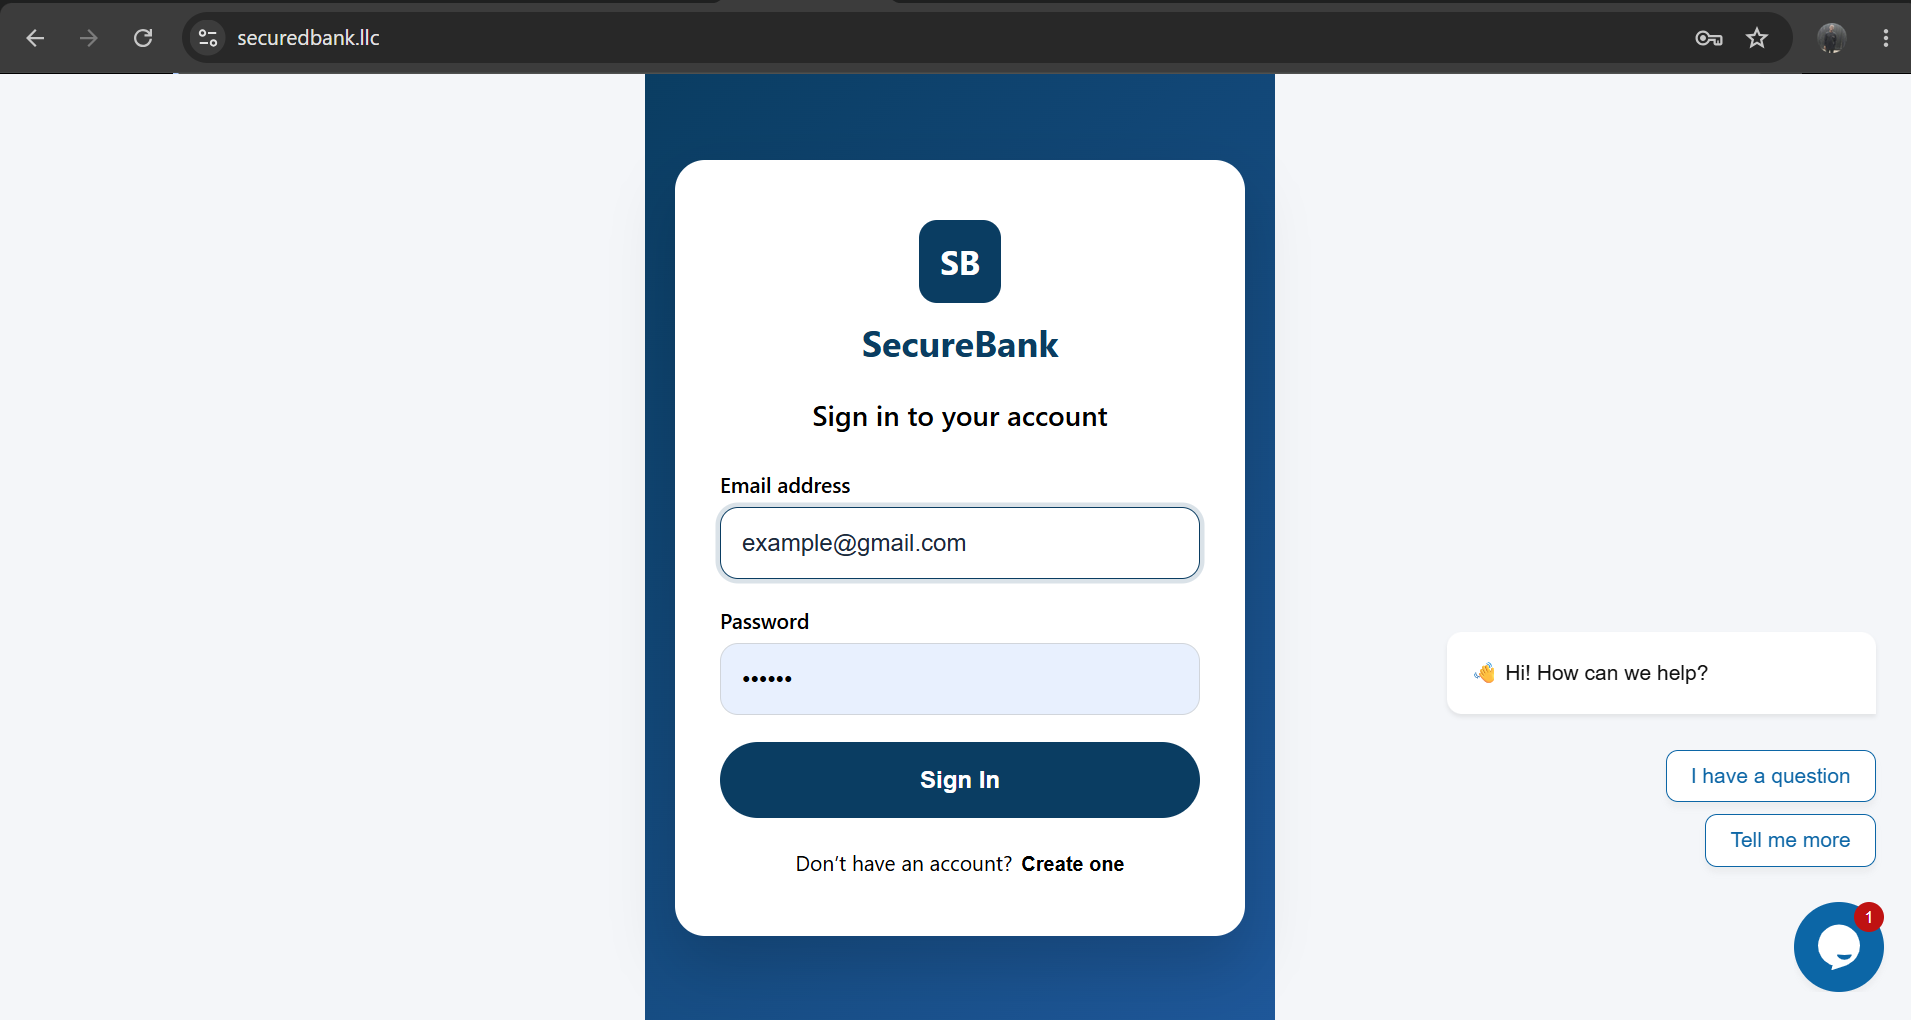 securedbank.llc
SB
SecureBank
Sign in to your account
Email address
example@gmail.com
Password
••••••
Sign In
Don’t have an account? Create one
👋 Hi! How can we help?
I have a question
Tell me more
1